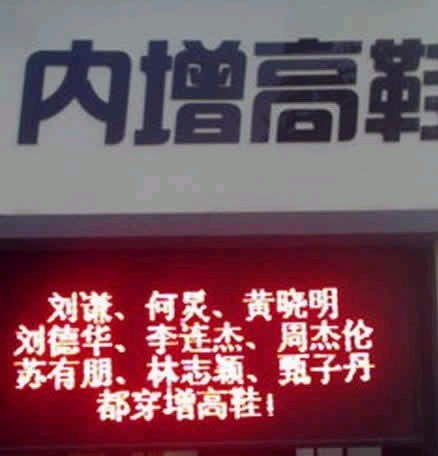 内增高鞋
刘谦、何炅、黄晓明
刘德华、李连杰、周杰伦
苏有朋、林志颖、甄子丹
都穿增高鞋!